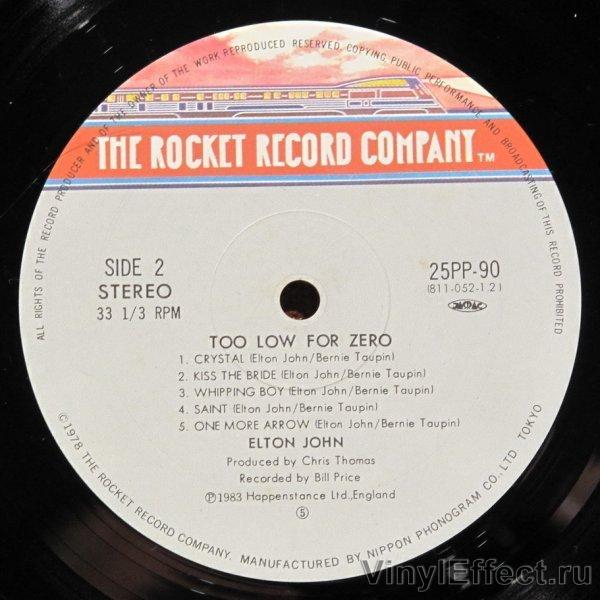 ALL RIGHTS OF THE RECORD PRODUCER AND OF THE OWNER OF THE WORK REPRODUCED RESERVED. COPYING, PUBLIC PERFORMANCE AND BROADCASTING OF THIS RECORD PROHIBITED
THE ROCKET RECORD COMPANY TM
SIDE 2
STEREO
33 1/3 RPM
25PP-90
(811-052-1.2)
TOO LOW FOR ZERO
1. CRYSTAL (Elton John/Bernie Taupin)
2. KISS THE BRIDE (Elton John/Bernie Taupin)
3. WHIPPING BOY (Elton John/Bernie Taupin)
4. SAINT (Elton John/Bernie Taupin)
5. ONE MORE ARROW (Elton John/Bernie Taupin)
ELTON JOHN
Produced by Chris Thomas
Recorded by Bill Price
℗1983 Happenstance Ltd.,England
⑤
©1978 THE ROCKET RECORD COMPANY. MANUFACTURED BY NIPPON PHONOGRAM CO., LTD TOKYO
VinylEffect.ru